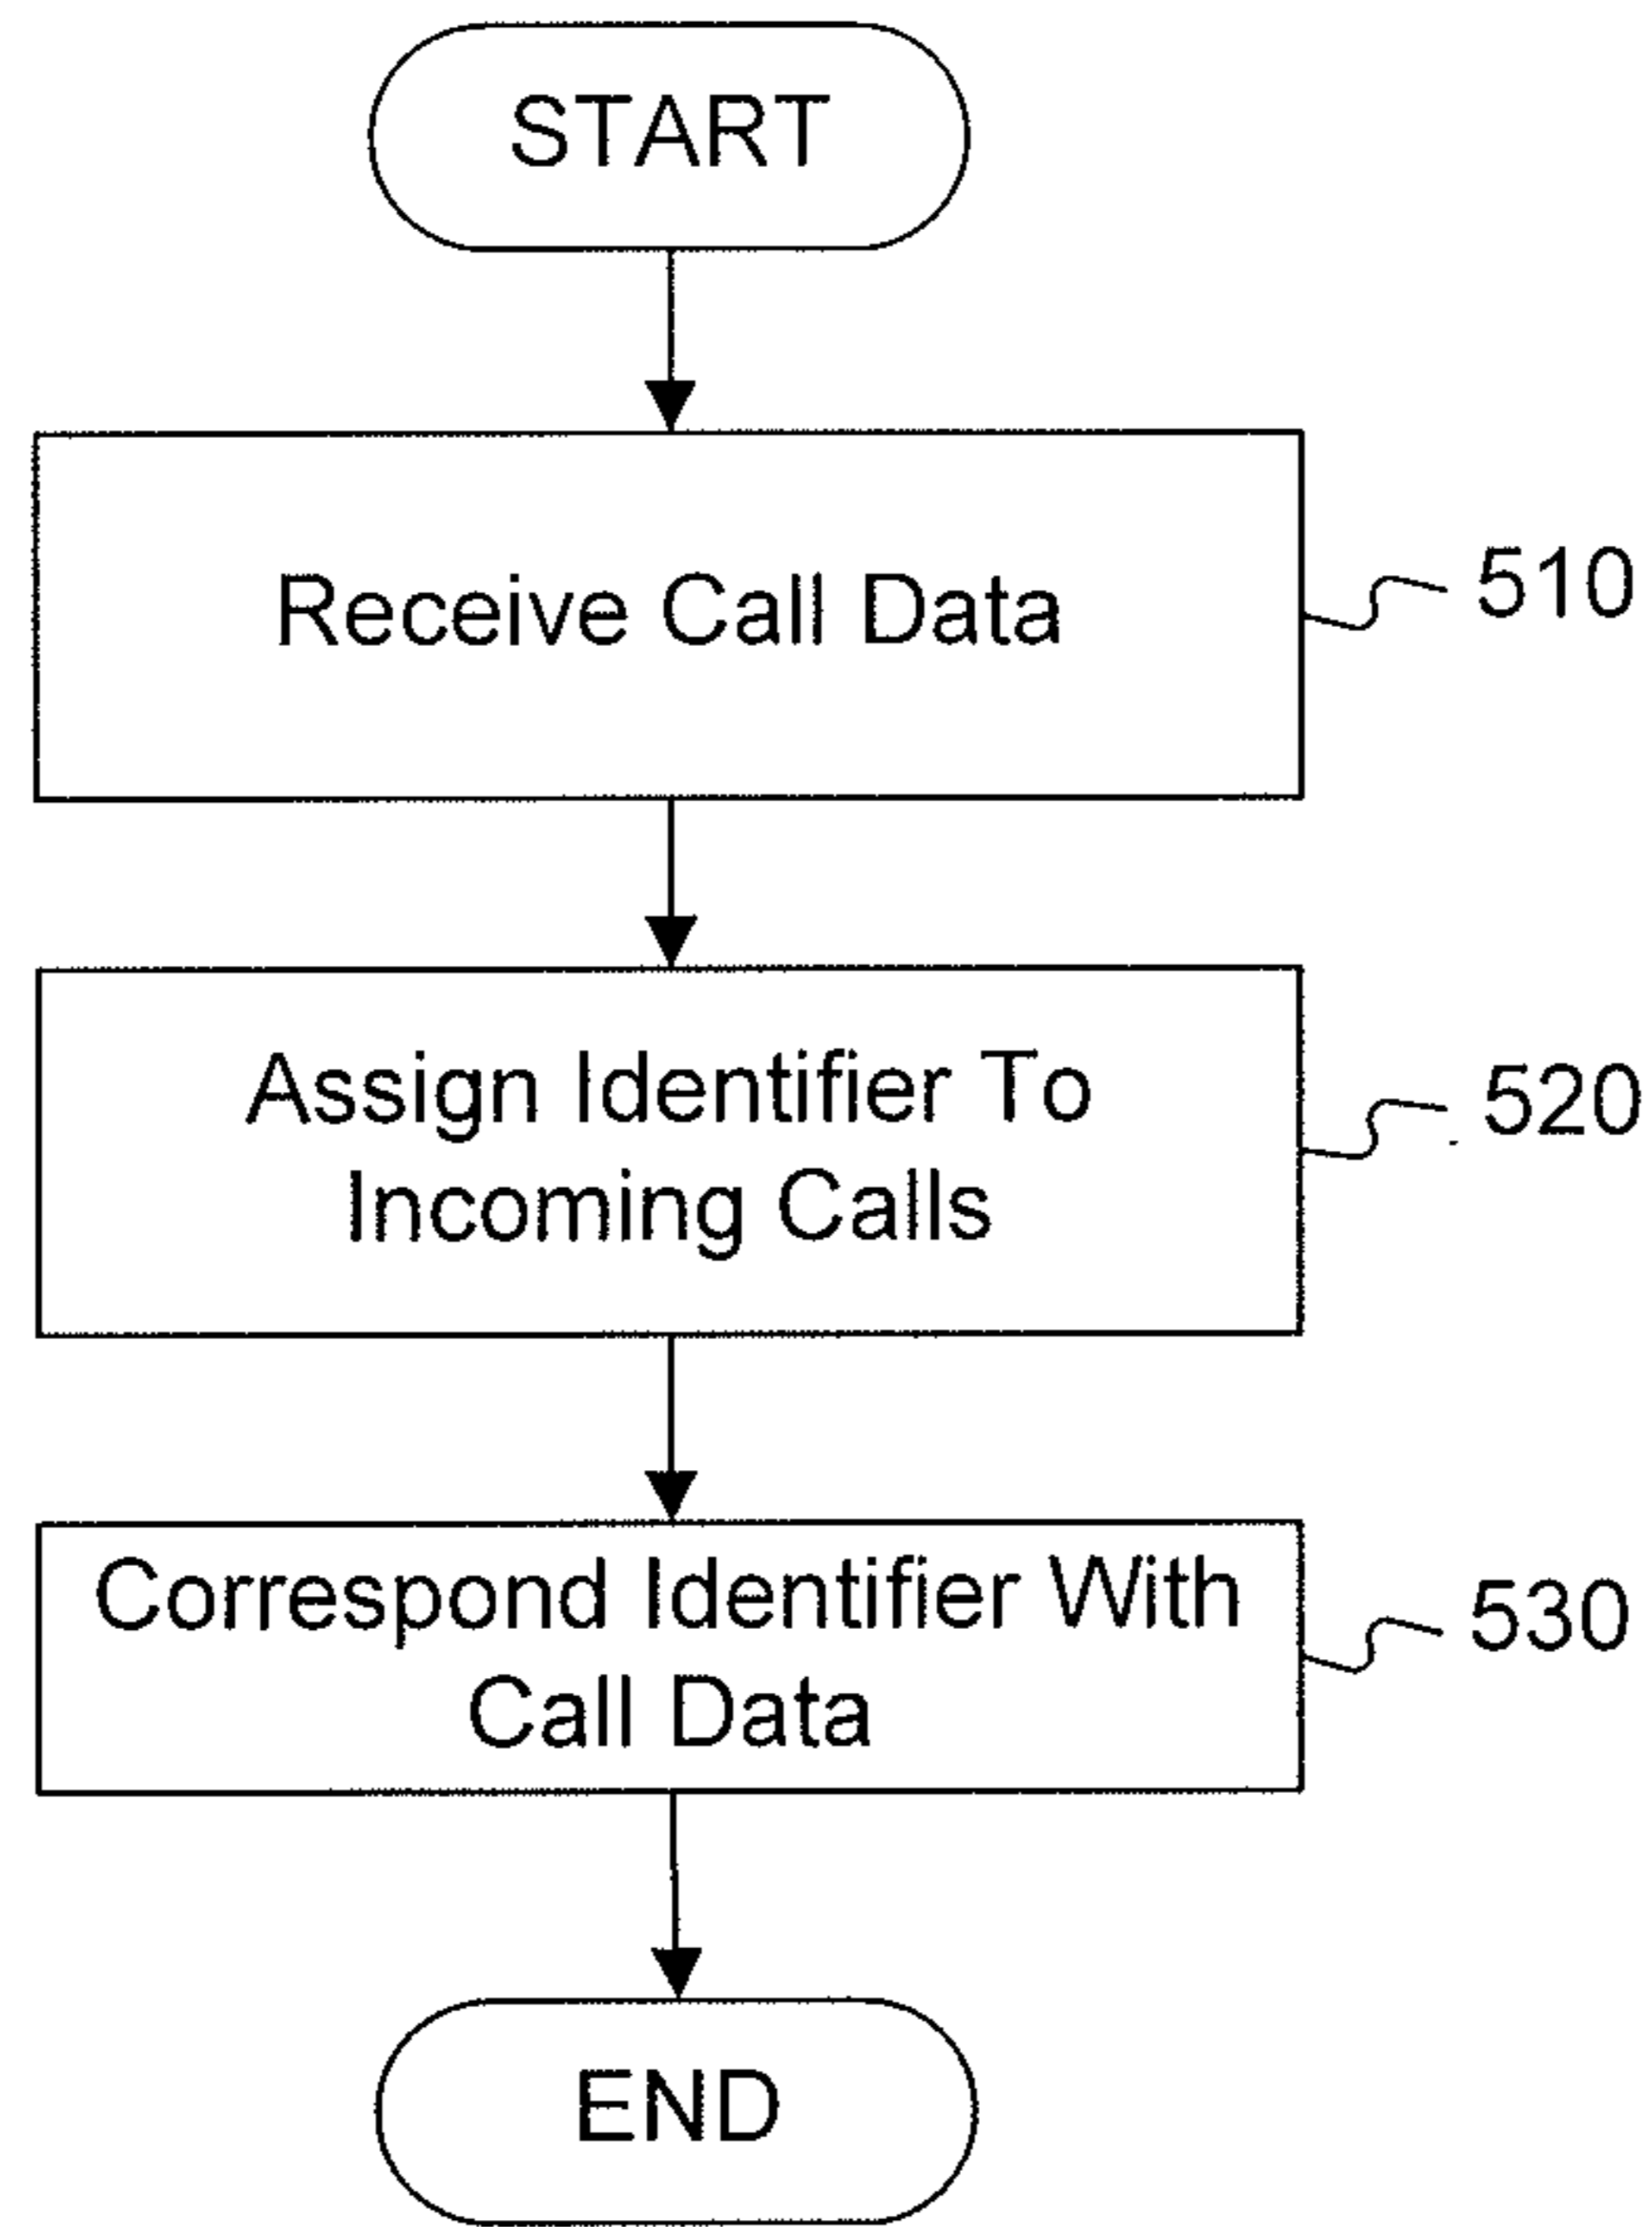 START
Receive Call Data
510
Assign Identifier To
Incoming Calls
520
Correspond Identifier With
Call Data
530
END